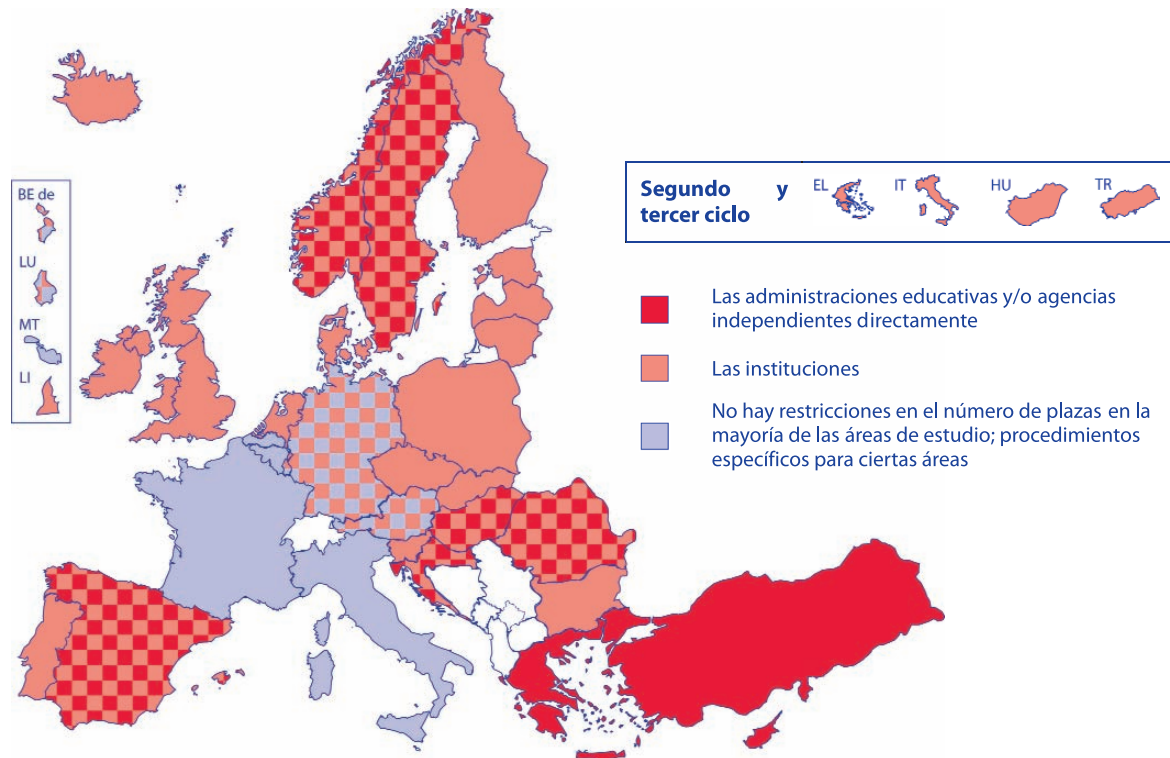 BE de
LU
MT
LI
Segundo y
tercer ciclo
EL
IT
HU
TR
Las administraciones educativas y/o agencias
independientes directamente
Las instituciones
No hay restricciones en el número de plazas en la
mayoría de las áreas de estudio; procedimientos
específicos para ciertas áreas